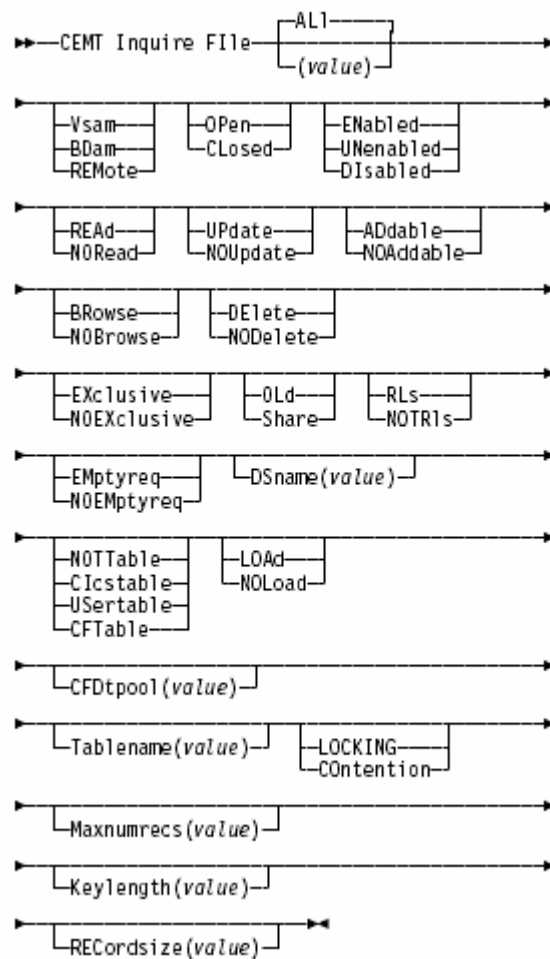 ALl
CEMT Inquire FIle
(value)
Vsam OPen ENabled
BDam CLosed UNenabled
REMote DIsabled
REAd UPdate ADdable
NORead NOUpdate NOAddable
BRowse DElete
NOBrowse NODelete
EXclusive OLd RLs
NOEXclusive Share NOTRls
EMptyreq DSname(value)
NOEMptyreq
NOTTable LOAd
CIcstable NOLoad
USertable
CFTable
CFDtpool(value)
Tablename(value) LOCKING
COntention
Maxnumrecs(value)
Keylength(value)
RECordsize(value)